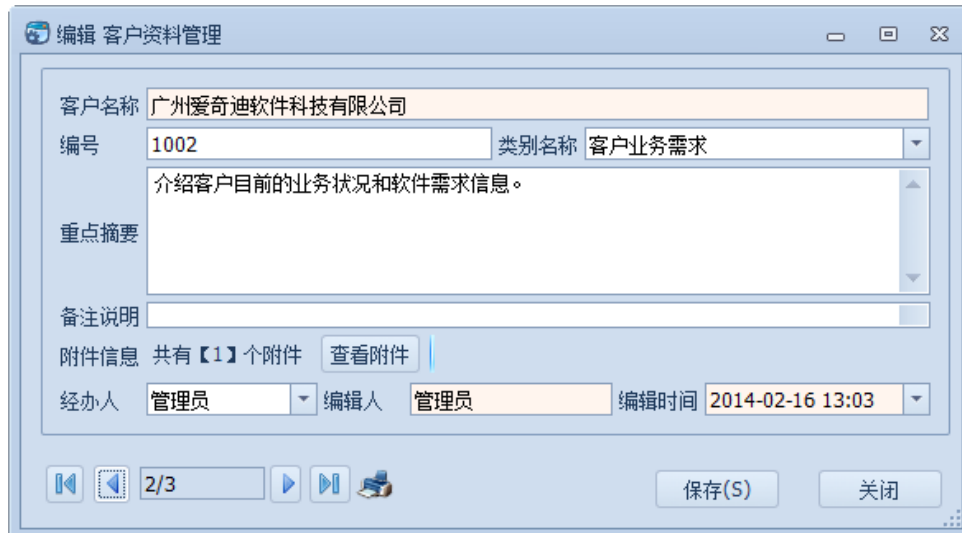 编辑 客户资料管理
客户名称 广州爱奇迪软件科技有限公司
编号 1002 类别名称 客户业务需求
介绍客户目前的业务状况和软件需求信息。
重点摘要
备注说明
附件信息 共有【1】个附件 查看附件
经办人 管理员 编辑人 管理员 编辑时间 2014-02-16 13:03
2/3 保存(S) 关闭